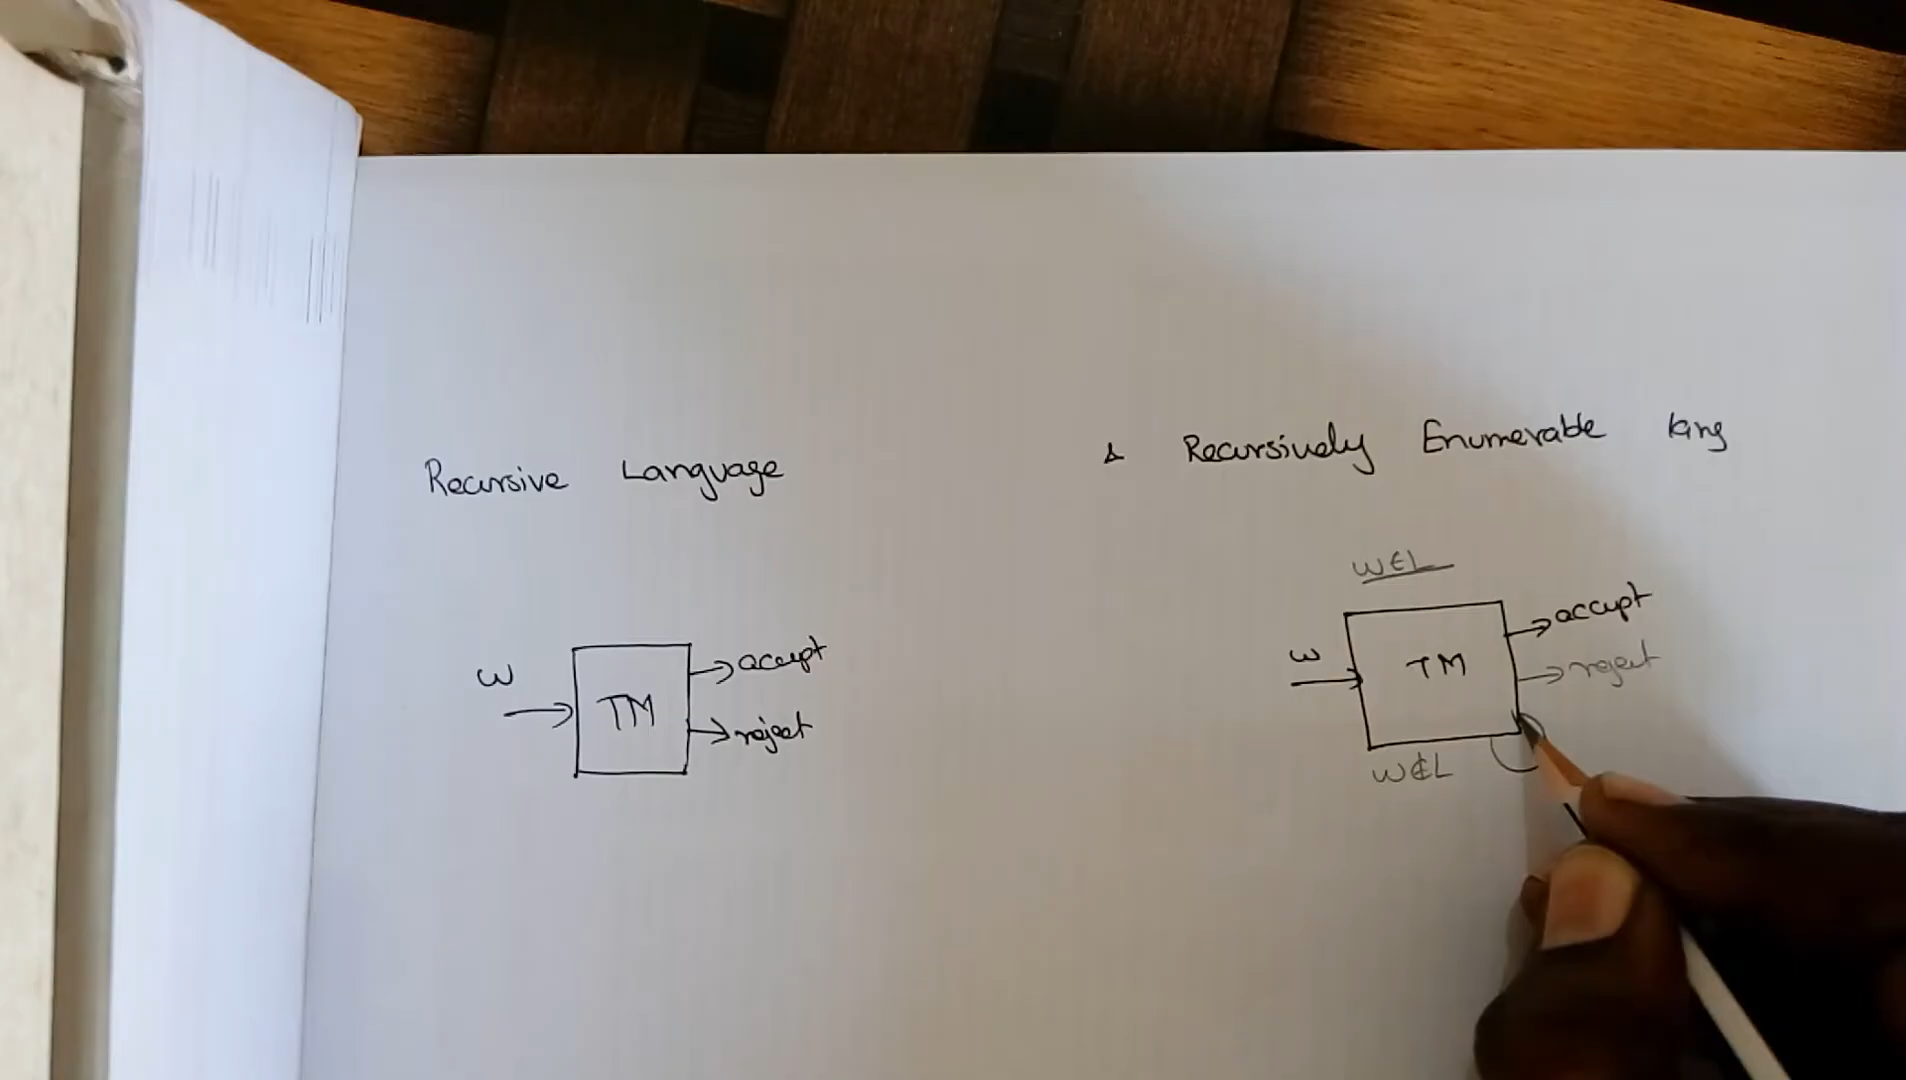 Recursive Language
& Recursively Enumerable lang
w
TM
accept
reject
w∈L
w
TM
accept
reject
w∉L